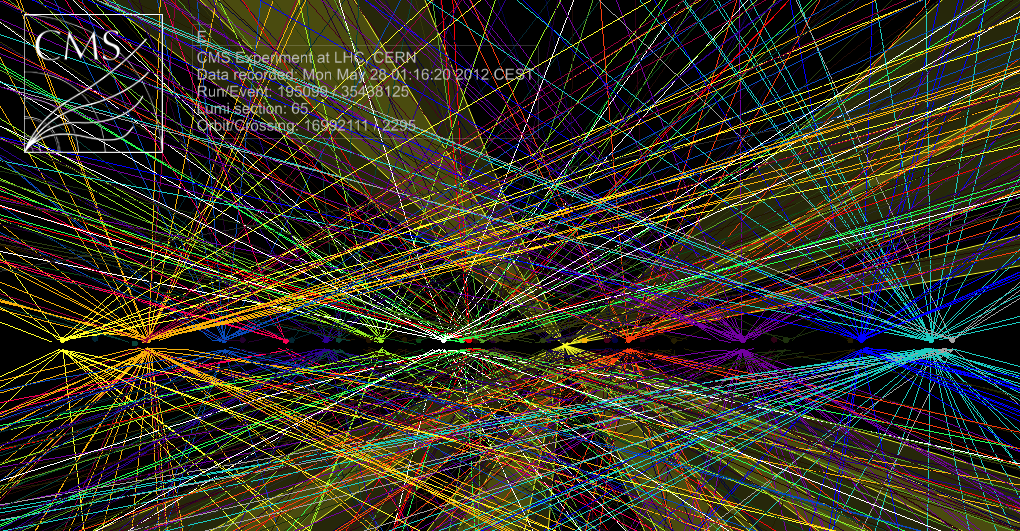 CMS
E
CMS Experiment at LHC, CERN
Data recorded: Mon May 28 01:16:20 2012 CEST
Run/Event: 195099 / 35438125
Lumi section: 65
Orbit/Crossing: 16992111 / 2295